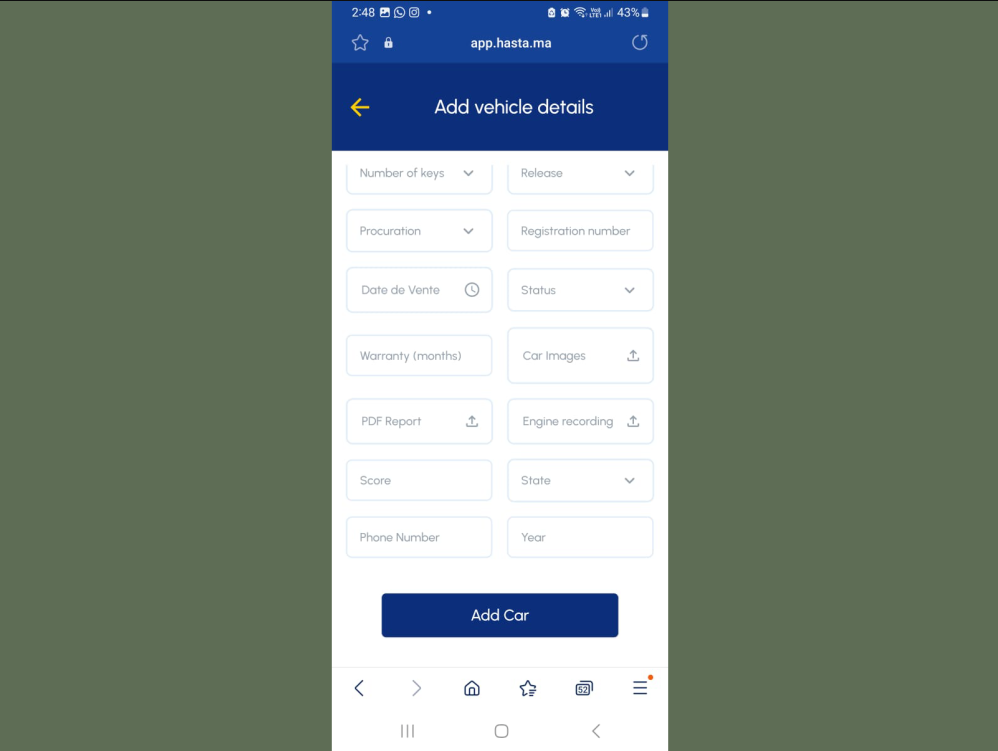 2:48 43%
app.hasta.ma
Add vehicle details
Number of keys Release
Procuration Registration number
Date de Vente Status
Warranty (months) Car Images
PDF Report Engine recording
Score State
Phone Number Year
Add Car
52